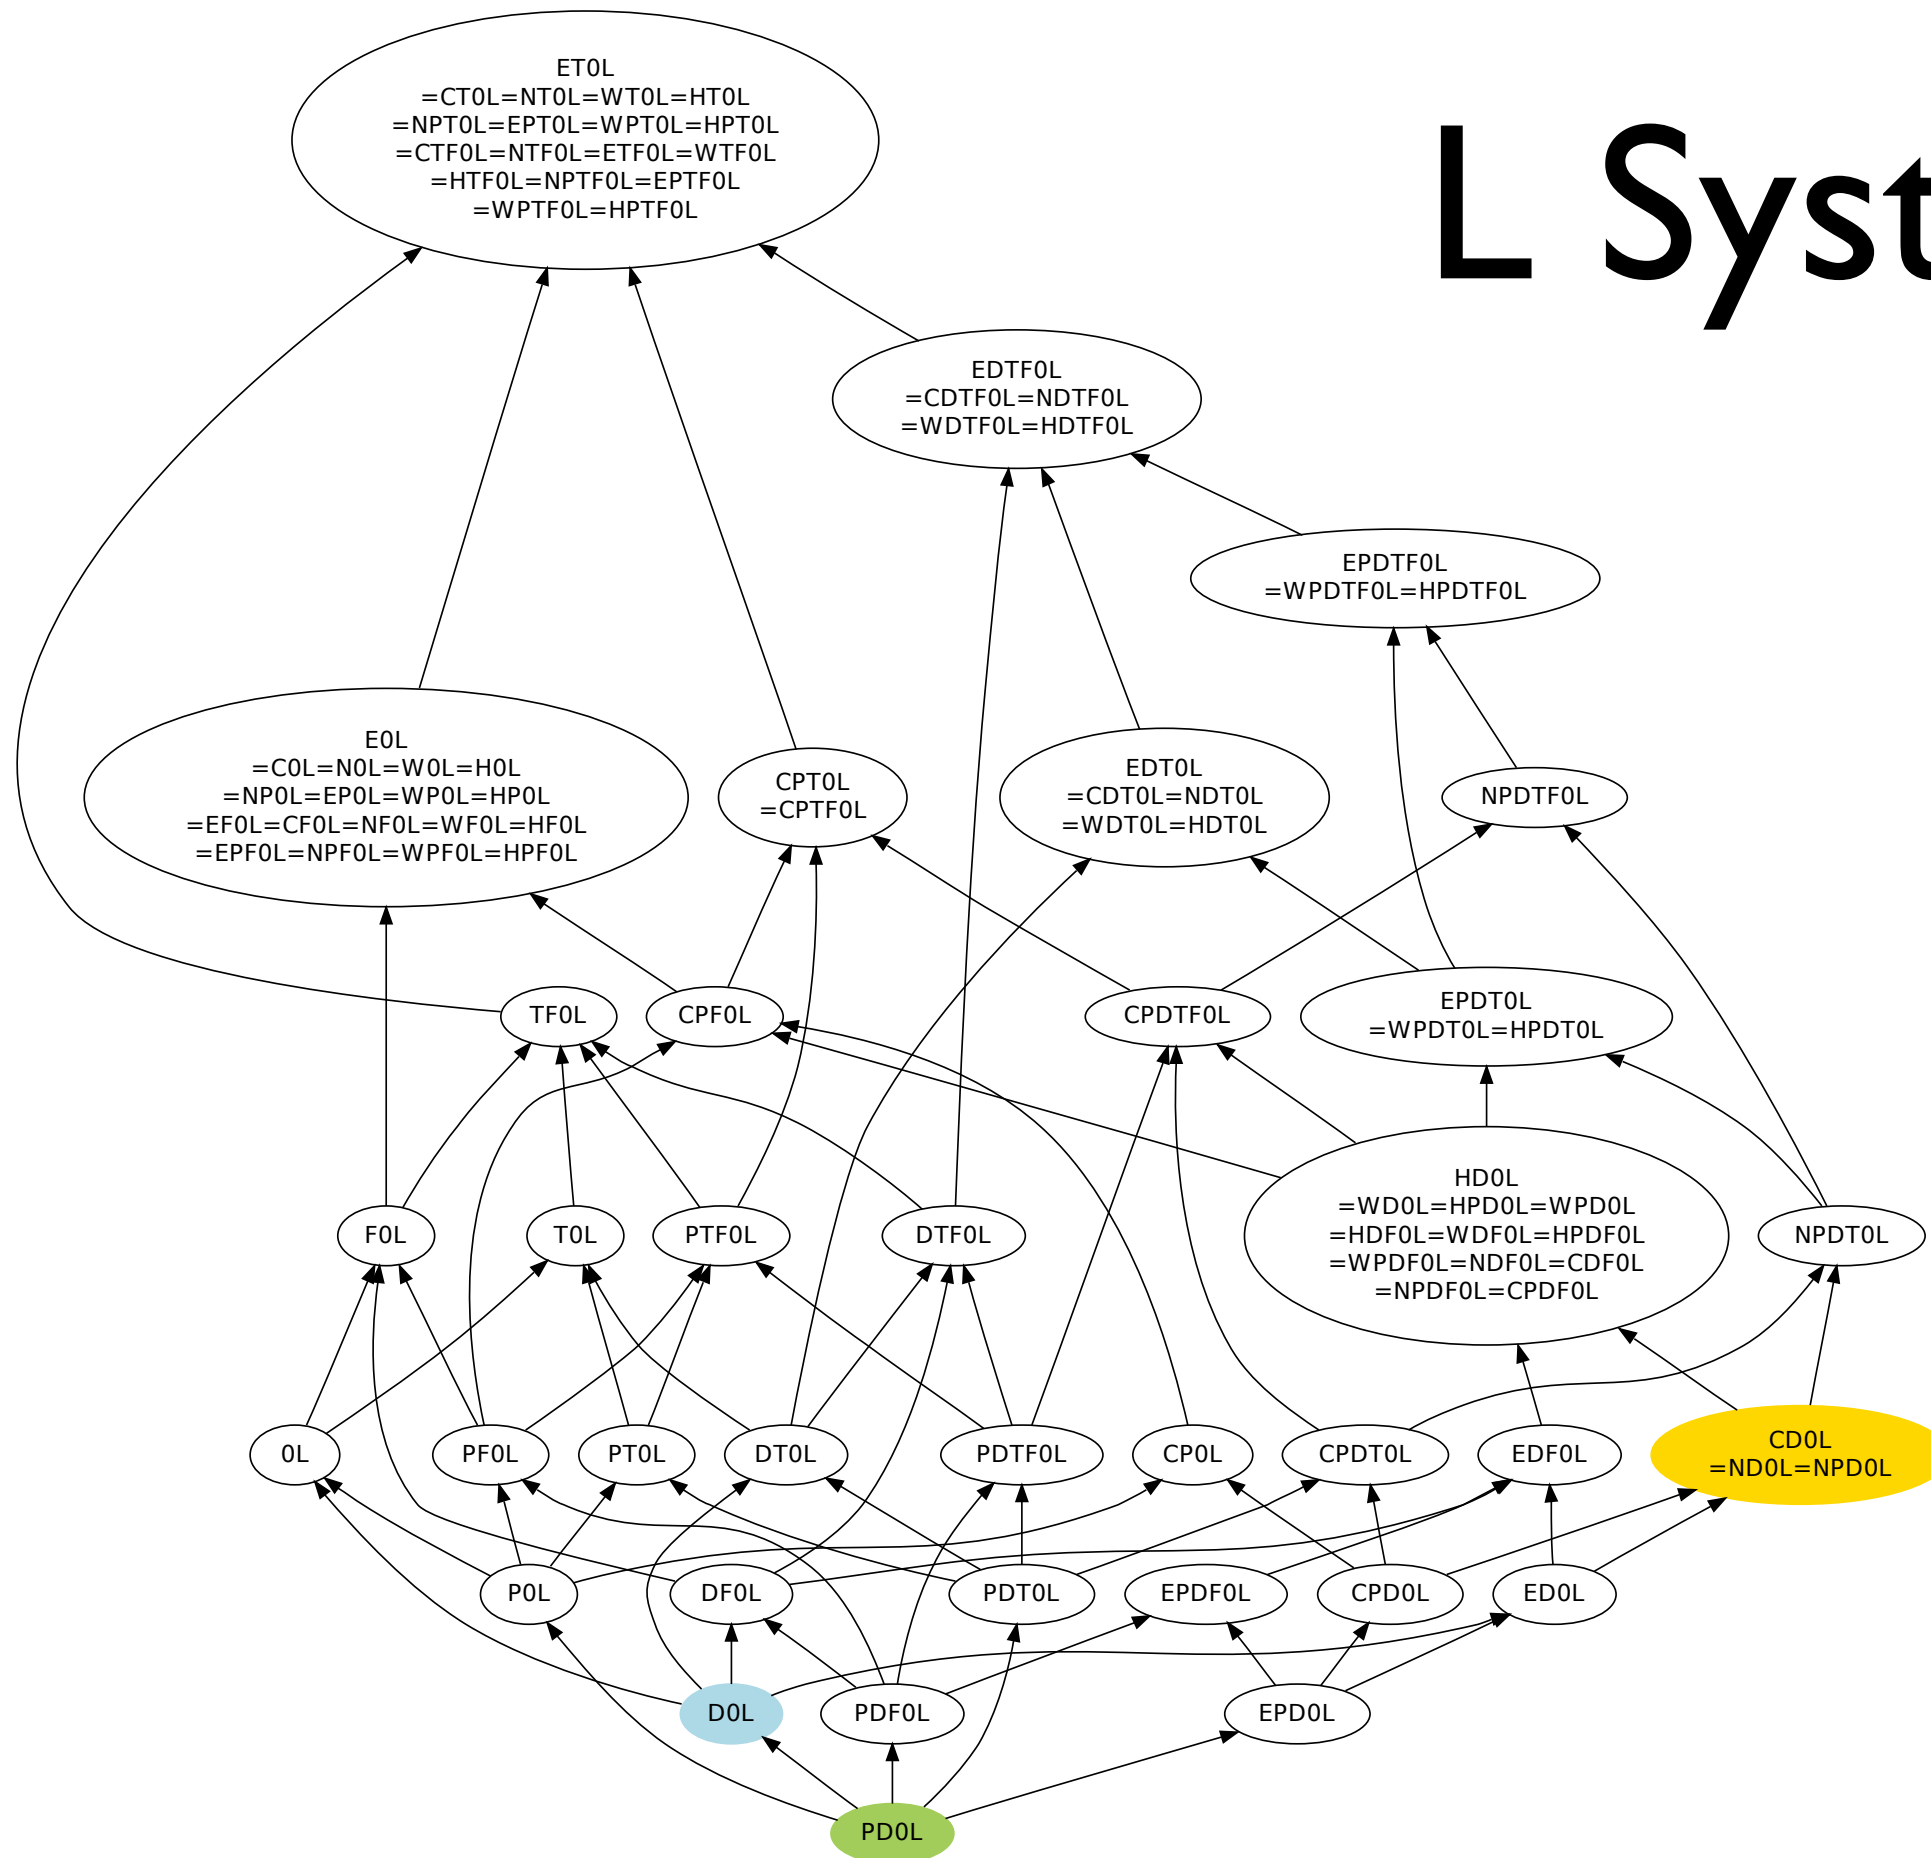 L Syst
ET0L
=CT0L=NT0L=WT0L=HT0L
=NPT0L=EPT0L=WPT0L=HPT0L
=CTF0L=NTF0L=ETF0L=WTF0L
=HTF0L=NPTF0L=EPTF0L
=WPTF0L=HPTF0L
EDTF0L
=CDTF0L=NDTF0L
=WDTF0L=HDTF0L
EPDTF0L
=WPDTF0L=HPDTF0L
E0L
=C0L=N0L=W0L=H0L
=NP0L=EP0L=WP0L=HP0L
=EF0L=CF0L=NF0L=WF0L=HF0L
=EPF0L=NPF0L=WPF0L=HPF0L
CPT0L
=CPTF0L
EDT0L
=CDT0L=NDT0L
=WDT0L=HDT0L
NPDTF0L
TF0L
CPF0L
CPDTF0L
EPDT0L
=WPDT0L=HPDT0L
F0L
T0L
PTF0L
DTF0L
HD0L
=WD0L=HPD0L=WPD0L
=HDF0L=WDF0L=HPDF0L
=WPDF0L=NDF0L=CDF0L
=NPDF0L=CPDF0L
NPDT0L
0L
PF0L
PT0L
DT0L
PDTF0L
CP0L
CPDT0L
EDF0L
CD0L
=ND0L=NPD0L
P0L
DF0L
PDT0L
EPDF0L
CPD0L
ED0L
D0L
PDF0L
EPD0L
PD0L